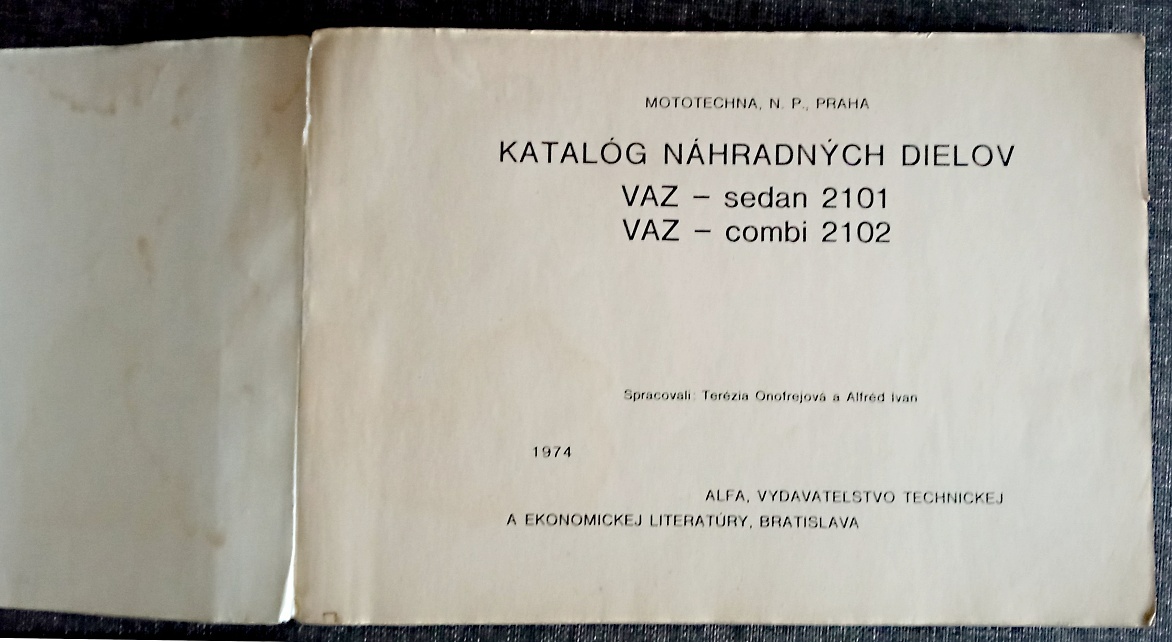 MOTOTECHNA, N. P., PRAHA
KATALÓG NÁHRADNÝCH DIELOV
VAZ – sedan 2101
VAZ – combi 2102
Spracovali: Terézia Onofrejová a Alfréd Ivan
1974
ALFA, VYDAVATELSTVO TECHNICKEJ
A EKONOMICKEJ LITERATÚRY, BRATISLAVA